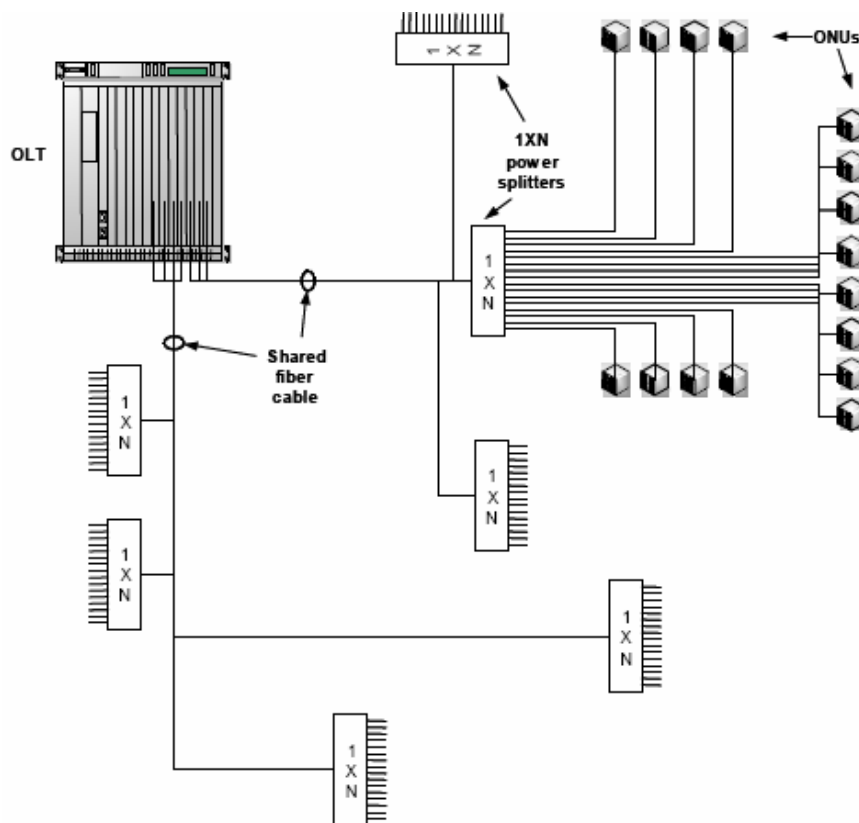 1 X N
ONUs
OLT
1XN
power
splitters
1
X
N
Shared
fiber
cable
1
X
N
1
X
N
1
X
N
1
X
N
1
X
N